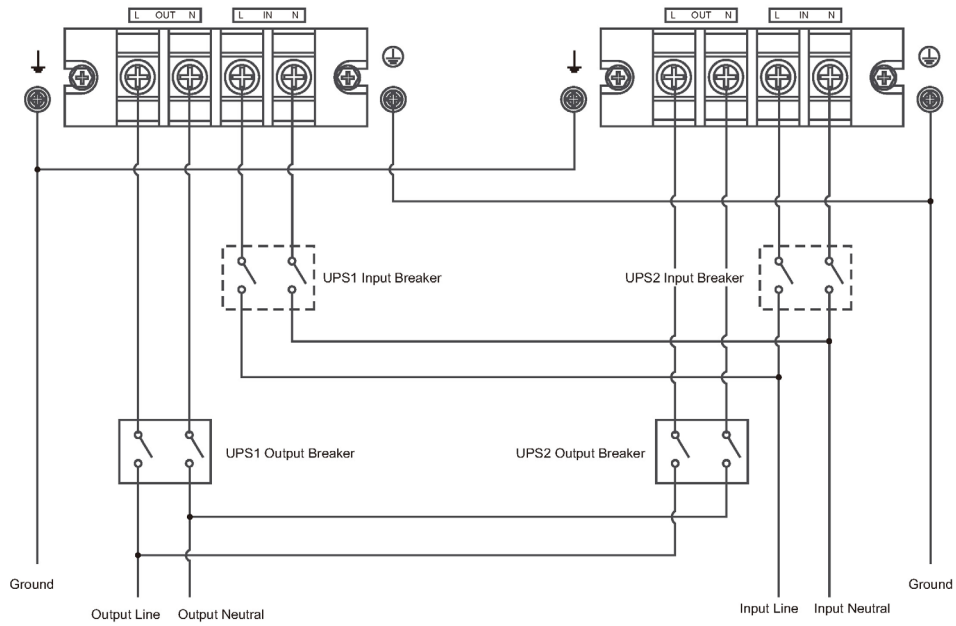 L OUT N
L IN N
L OUT N
L IN N
UPS1 Input Breaker
UPS2 Input Breaker
UPS1 Output Breaker
UPS2 Output Breaker
Ground
Ground
Output Line
Output Neutral
Input Line
Input Neutral